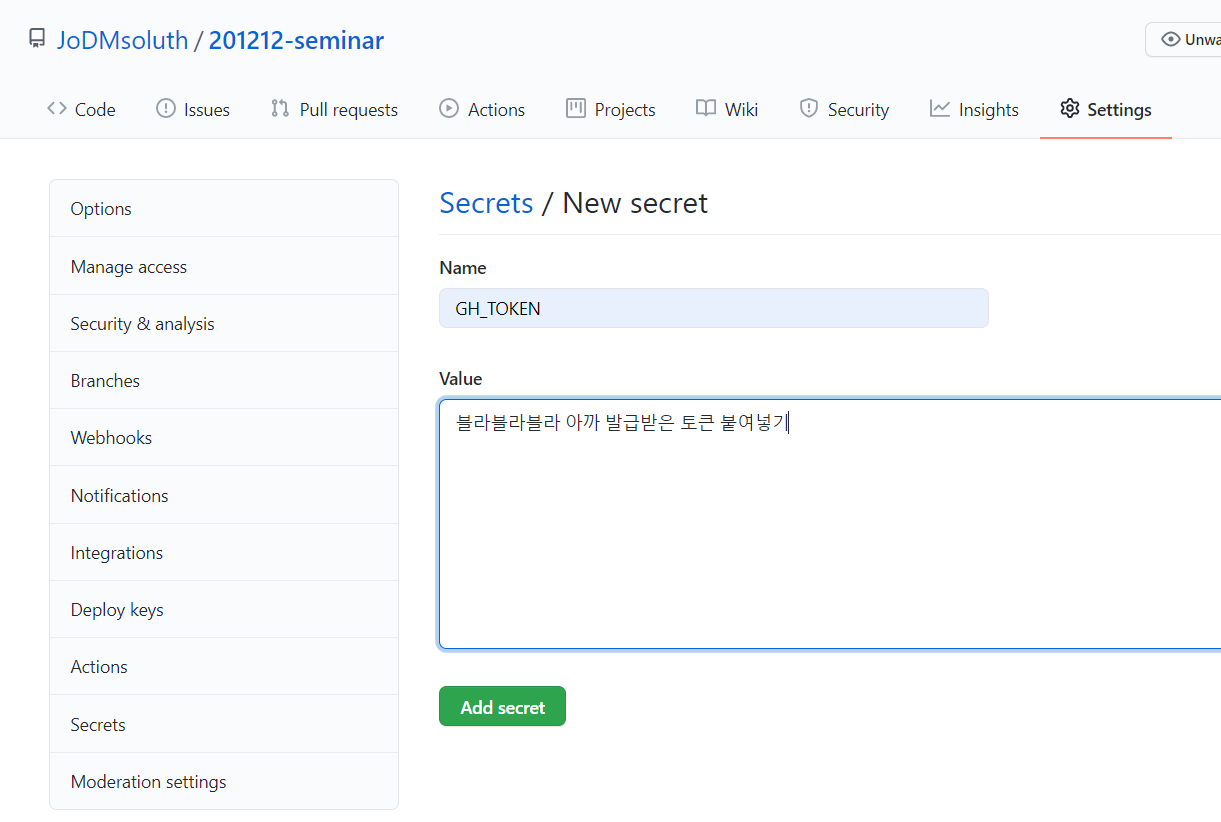 JoDMsoluth / 201212-seminar
Unwa
Code Issues Pull requests Actions Projects Wiki Security Insights Settings
Options
Manage access
Security & analysis
Branches
Webhooks
Notifications
Integrations
Deploy keys
Actions
Secrets
Moderation settings
Secrets / New secret
Name
GH_TOKEN
Value
블라블라블라 아까 발급받은 토큰 붙여넣기
Add secret